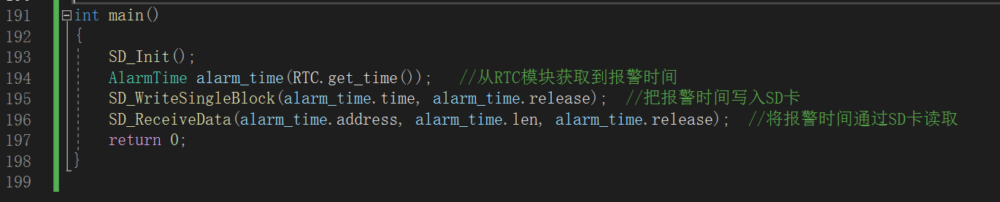 191 int main()
192 {
193 SD_Init();
194 AlarmTime alarm_time(RTC.get_time()); //从RTC模块获取到报警时间
195 SD_WriteSingleBlock(alarm_time.time, alarm_time.release); //把报警时间写入SD卡
196 SD_ReceiveData(alarm_time.address, alarm_time.len, alarm_time.release); //将报警时间通过SD卡读取
197 return 0;
198 }
199